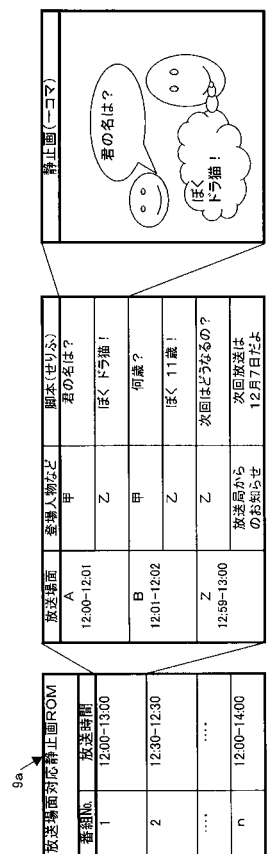 9a
放送場面対応静止画ROM
番組No.
放送時間
1
12:00-13:00
2
12:30-12:30
....
.....
n
12:00-14:00
放送場面
登場人物など
脚本(せりふ)
A
12:00-12:01
甲
君の名は?
乙
ぼく ドラ猫!
B
12:01-12:02
甲
何歳?
乙
ぼく 11歳!
Z
12:59-13:00
乙
次回はどうなるの?
放送局から
のお知らせ
次回放送は
12月7日だよ
静止画(一コマ)
君の名は?
ぼく
ドラ猫!